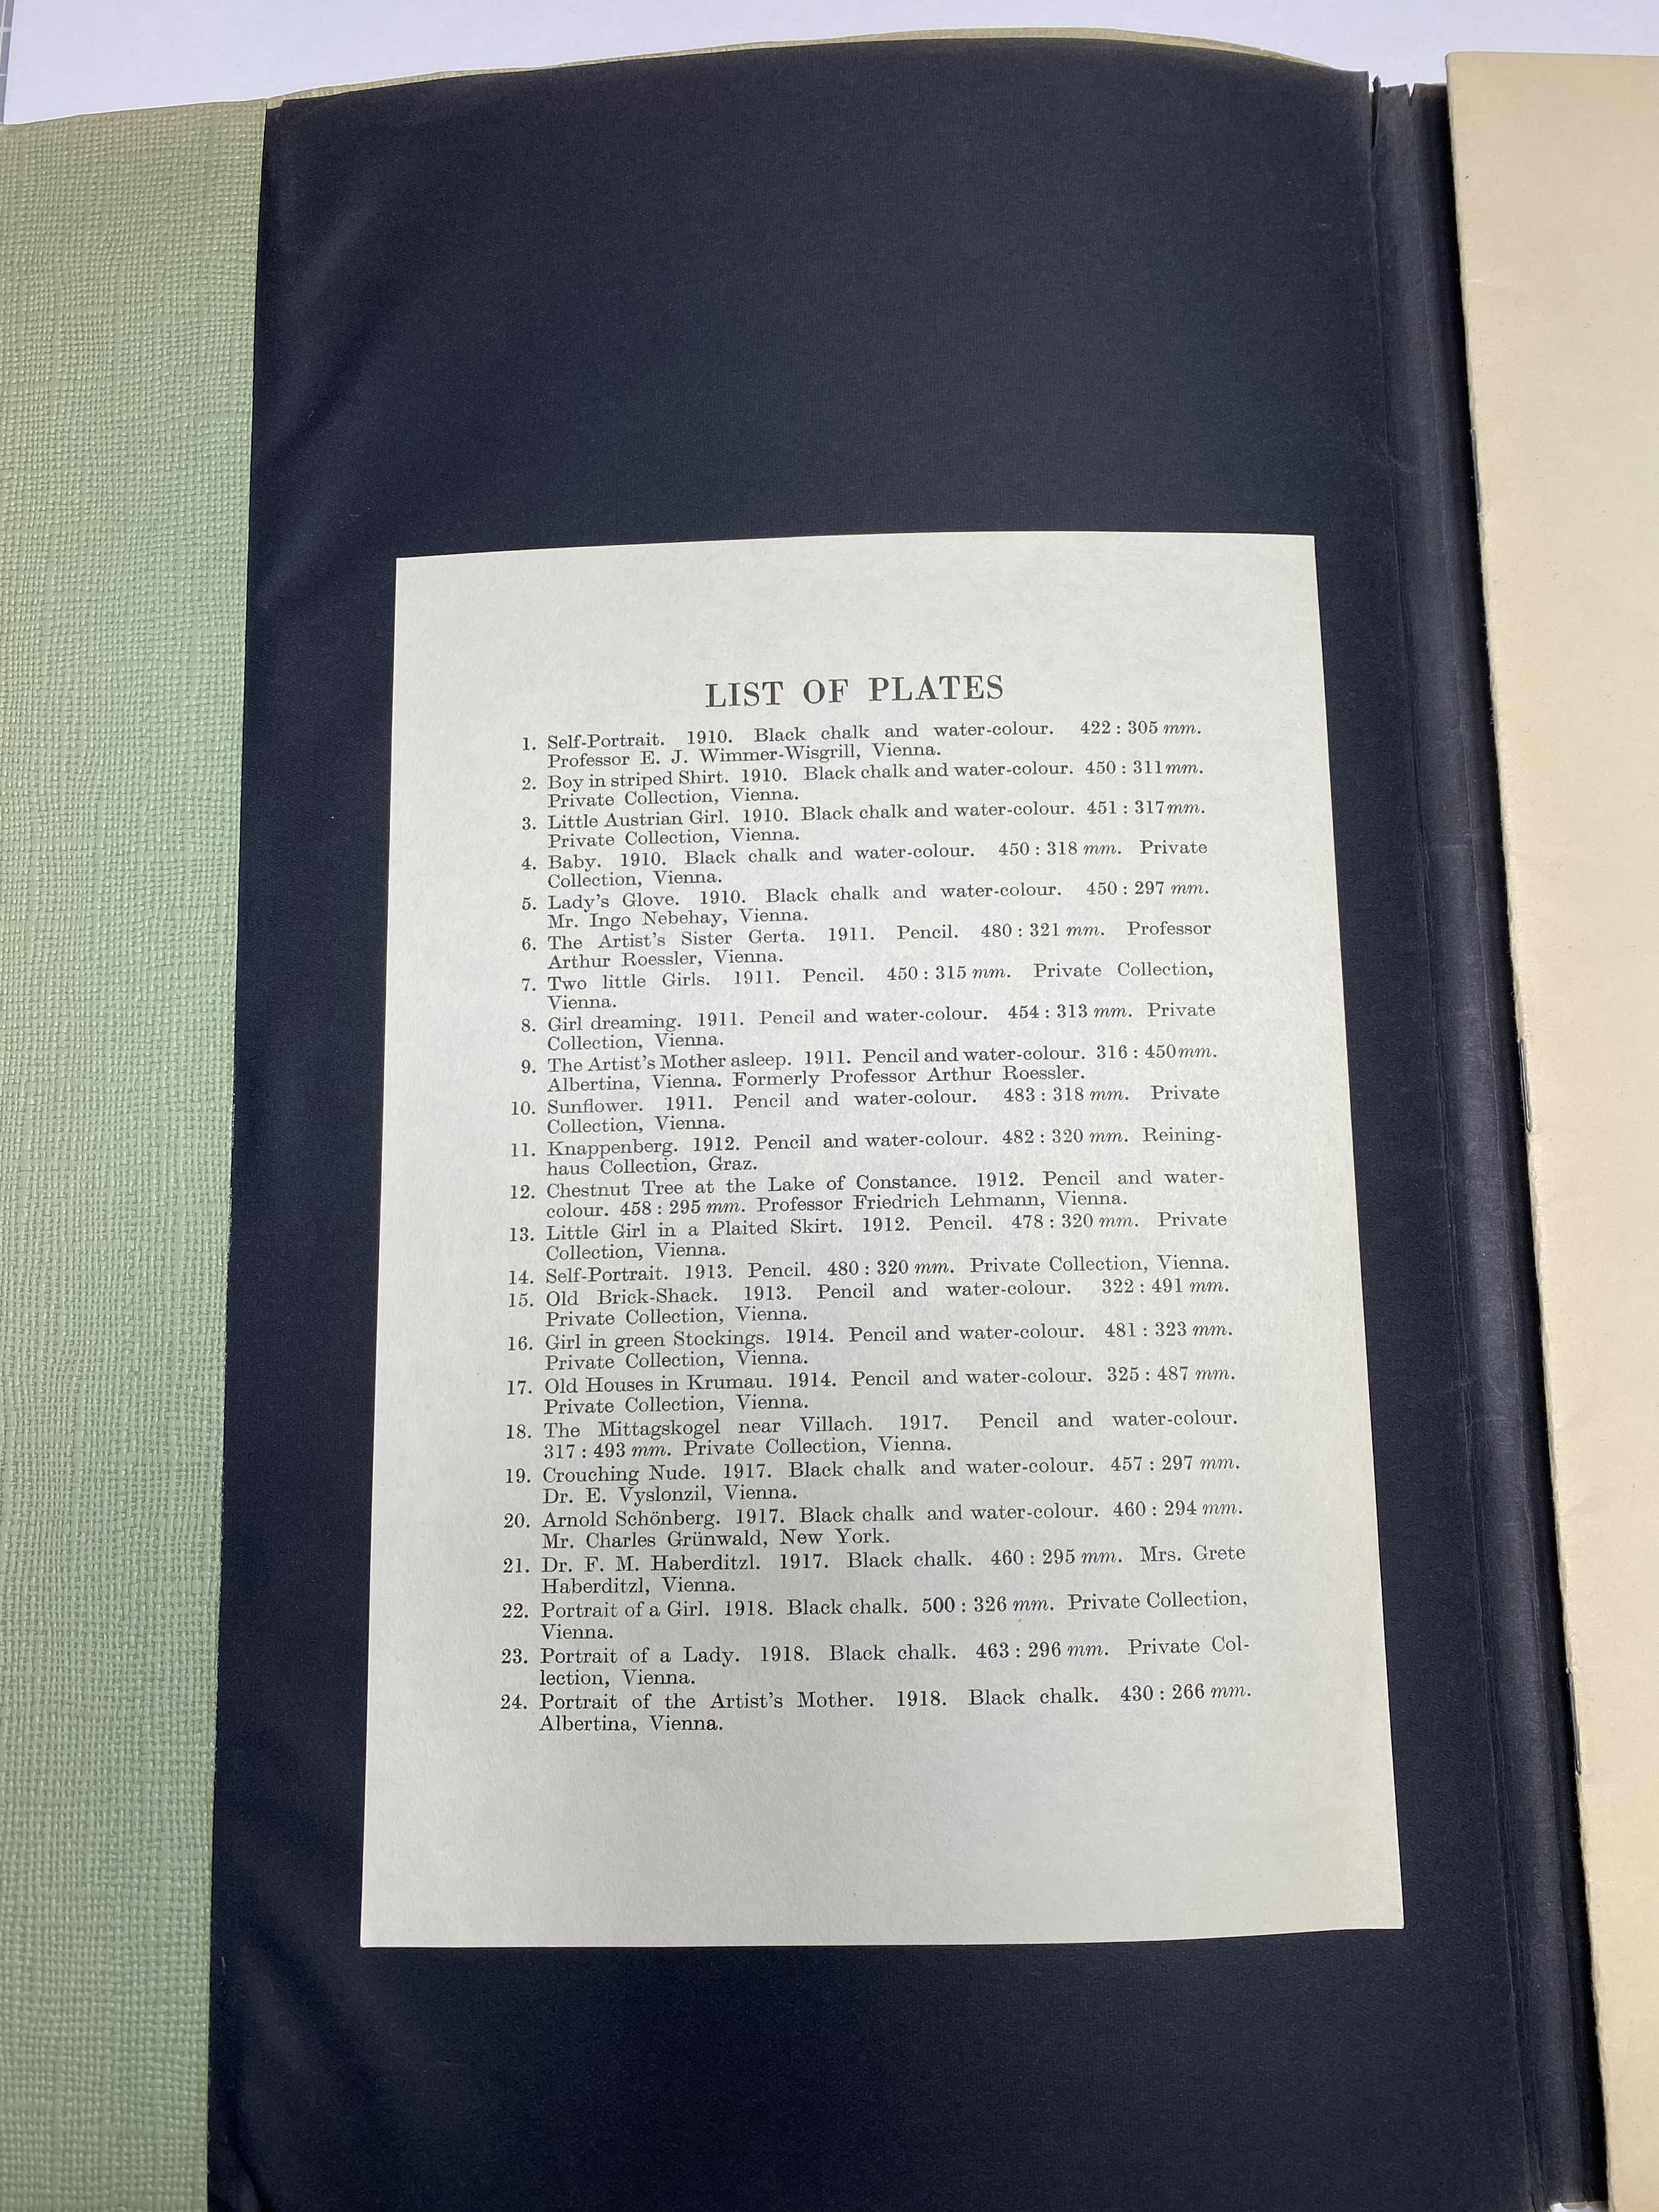 LIST OF PLATES
1. Self-Portrait. 1910. Black chalk and water-colour. 422 : 305 mm.
Professor E. J. Wimmer-Wisgrill, Vienna.
2. Boy in striped Shirt. 1910. Black chalk and water-colour. 450 : 311 mm.
Private Collection, Vienna.
3. Little Austrian Girl. 1910. Black chalk and water-colour. 451 : 317 mm.
Private Collection, Vienna.
4. Baby. 1910. Black chalk and water-colour. 450 : 318 mm. Private
Collection, Vienna.
5. Lady's Glove. 1910. Black chalk and water-colour. 450 : 297 mm.
Mr. Ingo Nebehay, Vienna.
6. The Artist's Sister Gerta. 1911. Pencil. 480 : 321 mm. Professor
Arthur Roessler, Vienna.
7. Two little Girls. 1911. Pencil. 450 : 315 mm. Private Collection,
Vienna.
8. Girl dreaming. 1911. Pencil and water-colour. 454 : 313 mm. Private
Collection, Vienna.
9. The Artist's Mother asleep. 1911. Pencil and water-colour. 316 : 450 mm.
Albertina, Vienna. Formerly Professor Arthur Roessler.
10. Sunflower. 1911. Pencil and water-colour. 483 : 318 mm. Private
Collection, Vienna.
11. Knappenberg. 1912. Pencil and water-colour. 482 : 320 mm. Reining-
haus Collection, Graz.
12. Chestnut Tree at the Lake of Constance. 1912. Pencil and water-
colour. 458 : 295 mm. Professor Friedrich Lehmann, Vienna.
13. Little Girl in a Plaited Skirt. 1912. Pencil. 478 : 320 mm. Private
Collection, Vienna.
14. Self-Portrait. 1913. Pencil. 480 : 320 mm. Private Collection, Vienna.
15. Old Brick-Shack. 1913. Pencil and water-colour. 322 : 491 mm.
Private Collection, Vienna.
16. Girl in green Stockings. 1914. Pencil and water-colour. 481 : 323 mm.
Private Collection, Vienna.
17. Old Houses in Krumau. 1914. Pencil and water-colour. 325 : 487 mm.
Private Collection, Vienna.
18. The Mittagskogel near Villach. 1917. Pencil and water-colour.
317 : 493 mm. Private Collection, Vienna.
19. Crouching Nude. 1917. Black chalk and water-colour. 457 : 297 mm.
Dr. E. Vyslonzil, Vienna.
20. Arnold Schönberg. 1917. Black chalk and water-colour. 460 : 294 mm.
Mr. Charles Grünwald, New York.
21. Dr. F. M. Haberditzl. 1917. Black chalk. 460 : 295 mm. Mrs. Grete
Haberditzl, Vienna.
22. Portrait of a Girl. 1918. Black chalk. 500 : 326 mm. Private Collection,
Vienna.
23. Portrait of a Lady. 1918. Black chalk. 463 : 296 mm. Private Col-
lection, Vienna.
24. Portrait of the Artist's Mother. 1918. Black chalk. 430 : 266 mm.
Albertina, Vienna.